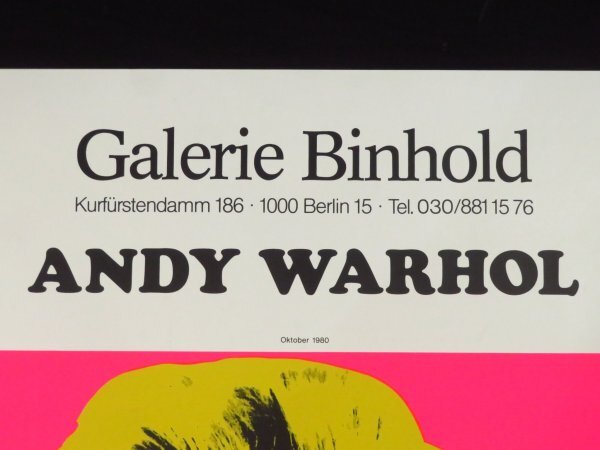 Galerie Binhold
Kurfürstendamm 186 · 1000 Berlin 15 · Tel. 030/881 15 76
ANDY WARHOL
Oktober 1980